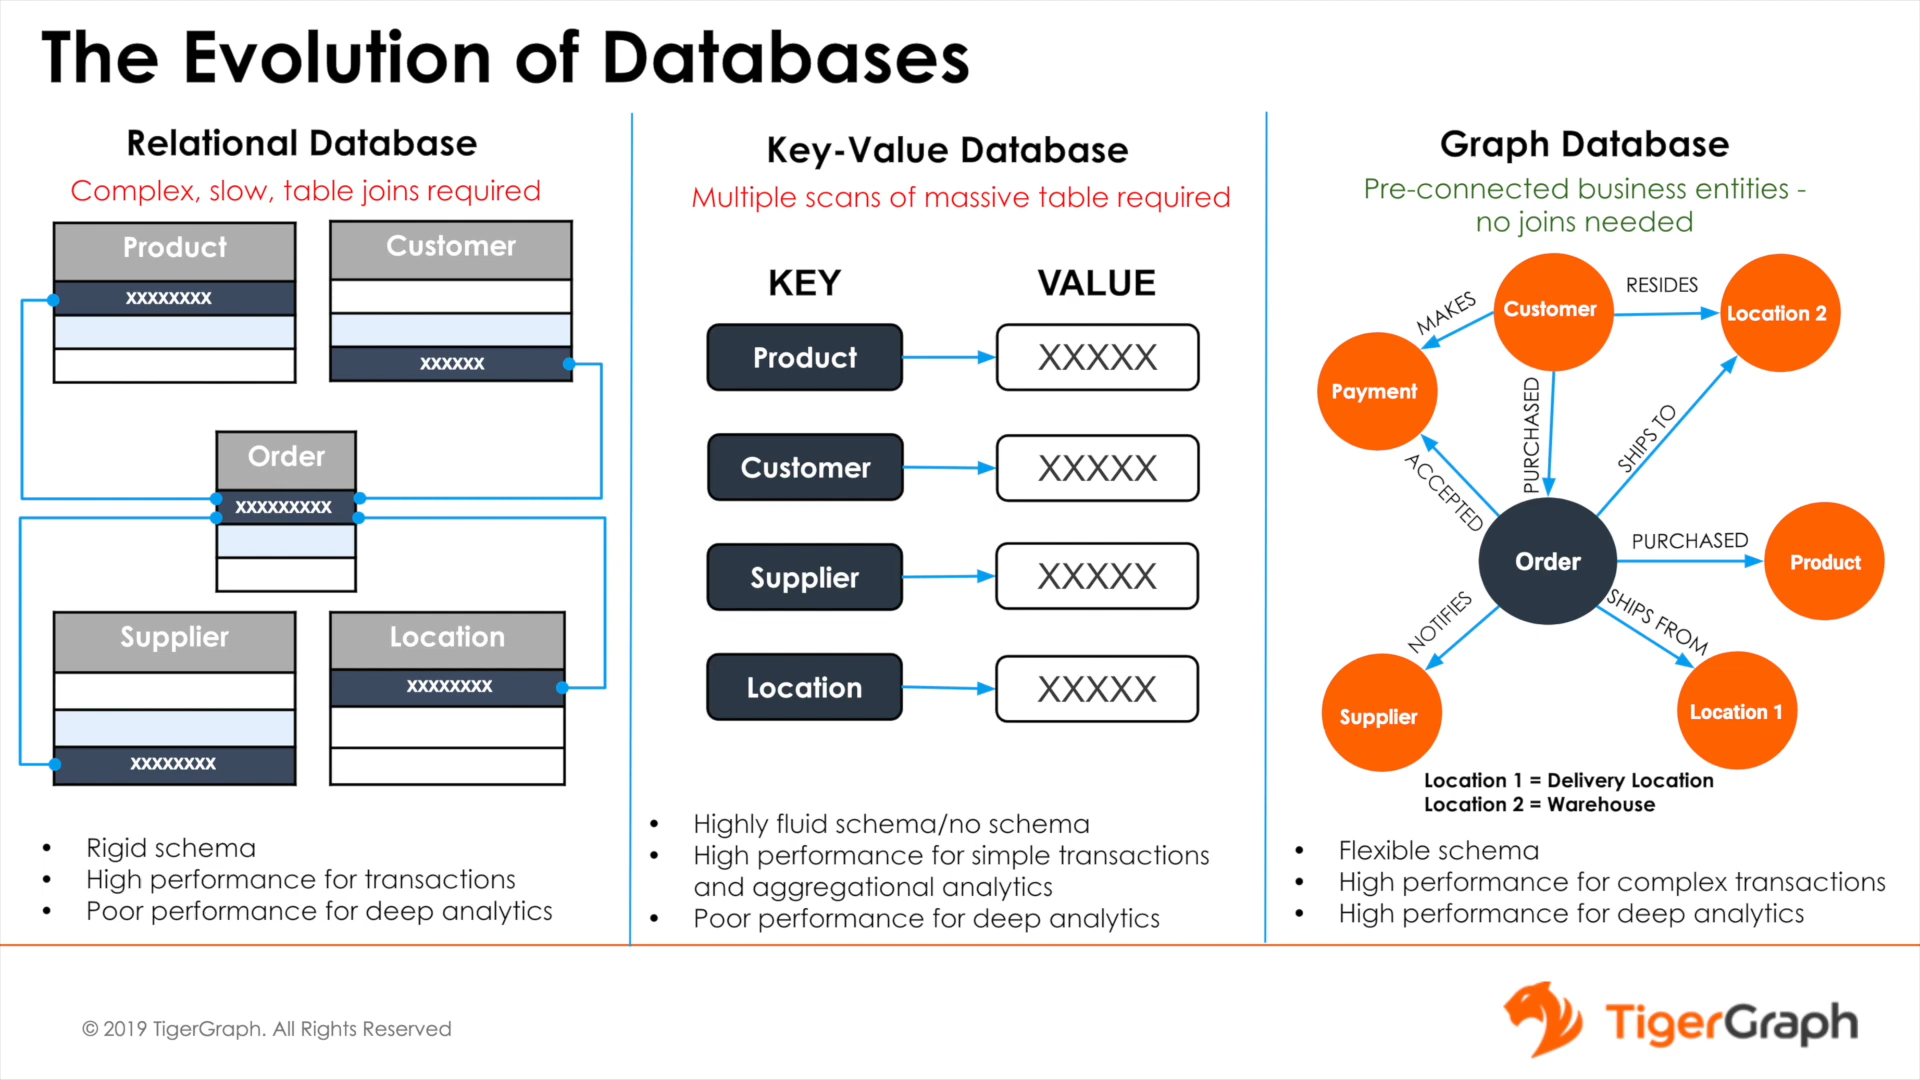 The Evolution of Databases
Relational Database
Complex, slow, table joins required
Product
XXXXXXXX
Customer
XXXXXX
Order
XXXXXXXXX
Supplier
XXXXXXXX
Location
XXXXXXXX
• Rigid schema
• High performance for transactions
• Poor performance for deep analytics
Key-Value Database
Multiple scans of massive table required
KEY VALUE
Product XXXXX
Customer XXXXX
Supplier XXXXX
Location XXXXX
• Highly fluid schema/no schema
• High performance for simple transactions
and aggregational analytics
• Poor performance for deep analytics
Graph Database
Pre-connected business entities -
no joins needed
Customer
RESIDES
Location 2
MAKES
Payment
PURCHASED
SHIPS TO
ACCEPTED
Order
PURCHASED
Product
NOTIFIES
SHIPS FROM
Supplier
Location 1
Location 1 = Delivery Location
Location 2 = Warehouse
• Flexible schema
• High performance for complex transactions
• High performance for deep analytics
© 2019 TigerGraph. All Rights Reserved
TigerGraph